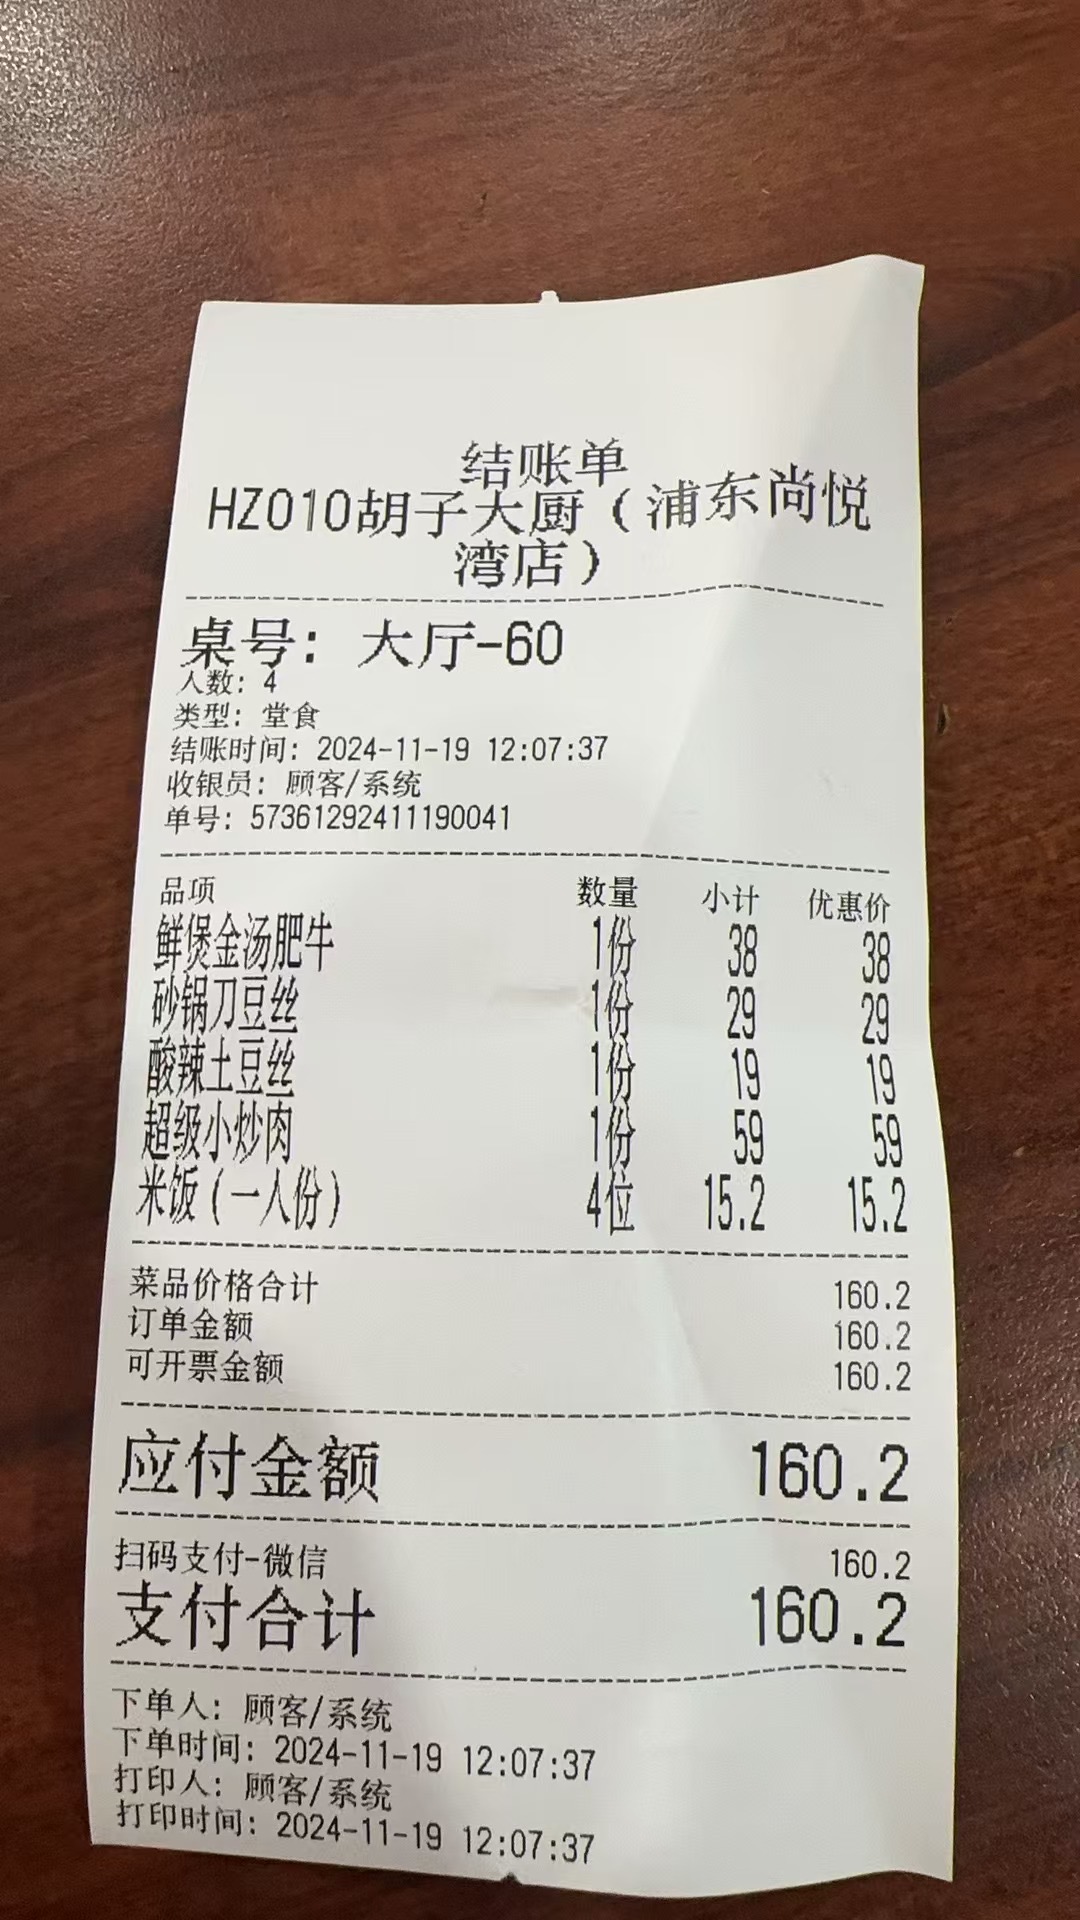 结账单
HZ010胡子大厨（浦东尚悦
湾店）
桌号：大厅-60
人数：4
类型：堂食
结账时间：2024-11-19 12:07:37
收银员：顾客/系统
单号：57361292411190041
品项 数量 小计 优惠价
鲜煲金汤肥牛 1份 38 38
砂锅刀豆丝 1份 29 29
酸辣土豆丝 1份 19 19
超级小炒肉 1份 59 59
米饭（一人份） 4位 15.2 15.2
菜品价格合计 160.2
订单金额 160.2
可开票金额 160.2
应付金额 160.2
扫码支付-微信 160.2
支付合计 160.2
下单人：顾客/系统
下单时间：2024-11-19 12:07:37
打印人：顾客/系统
打印时间：2024-11-19 12:07:37